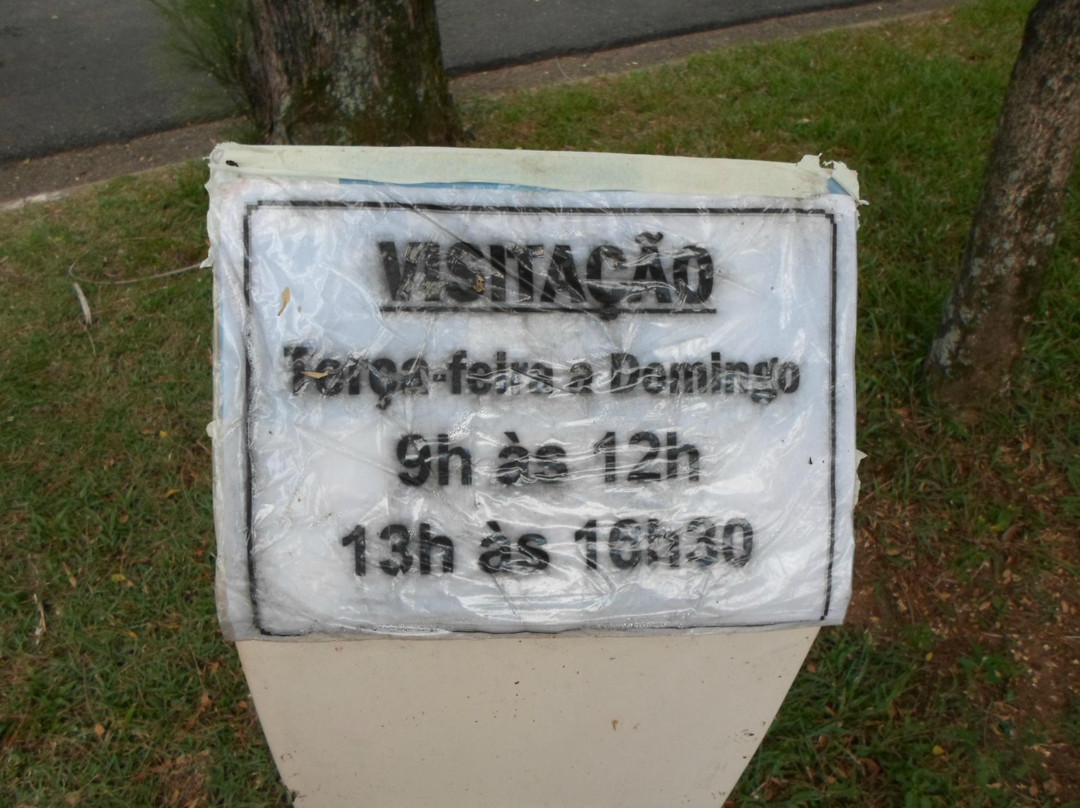 VISITAÇÃO
Terça-feira a Domingo
9h às 12h
13h às 16h30